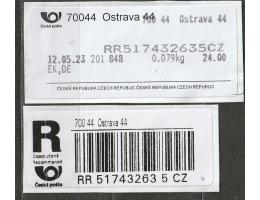 70044 Ostrava 44
70 44 Ostrava 44
RR517432635CZ
12.05.23 201 848 0.079kg 24.00
EK,DE
Česká pošta
ČESKÁ REPUBLIKA CZECH REPUBLIC ČESKÁ REPUBLIKA CZECH REPUBLIC
700 44 Ostrava 44
R
Doporučeně
Recommandé
Česká pošta
RR 51743263 5 CZ